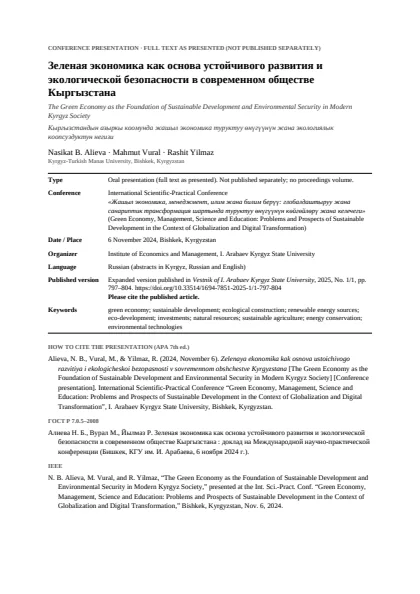 CONFERENCE PRESENTATION · FULL TEXT AS PRESENTED (NOT PUBLISHED SEPARATELY)
Зеленая экономика как основа устойчивого развития и
экологической безопасности в современном обществе
Кыргызстана
The Green Economy as the Foundation of Sustainable Development and Environmental Security in Modern
Kyrgyz Society
Кыргызстандын азыркы коомунда жашыл экономика туруктуу өнүгүүнүн жана экологиялык
коопсуздуктун негизи
Nasikat B. Alieva · Mahmut Vural · Rashit Yilmaz
Kyrgyz-Turkish Manas University, Bishkek, Kyrgyzstan
Type Oral presentation (full text as presented). Not published separately; no proceedings volume.
Conference International Scientific-Practical Conference
«Жашыл экономика, менеджмент, илим жана билим берүү: глобалдаштыруу жана
санариптик трансформация шартында туруктуу өнүгүүнүн көйгөйлөрү жана келечеги»
(Green Economy, Management, Science and Education: Problems and Prospects of Sustainable
Development in the Context of Globalization and Digital Transformation)
Date / Place 6 November 2024, Bishkek, Kyrgyzstan
Organizer Institute of Economics and Management, I. Arabaev Kyrgyz State University
Language Russian (abstracts in Kyrgyz, Russian and English)
Published version Expanded version published in Vestnik of I. Arabaev Kyrgyz State University, 2025, No. 1/1, pp.
797–804. https://doi.org/10.33514/1694-7851-2025-1/1-797-804
Please cite the published article.
Keywords green economy; sustainable development; ecological construction; renewable energy sources;
eco-development; investments; natural resources; sustainable agriculture; energy conservation;
environmental technologies
HOW TO CITE THE PRESENTATION (APA 7th ed.)
Alieva, N. B., Vural, M., & Yilmaz, R. (2024, November 6). Zelenaya ekonomika kak osnova ustoichivogo
razvitiya i ekologicheskoi bezopasnosti v sovremennom obshchestve Kyrgyzstana [The Green Economy as the
Foundation of Sustainable Development and Environmental Security in Modern Kyrgyz Society] [Conference
presentation]. International Scientific-Practical Conference “Green Economy, Management, Science and
Education: Problems and Prospects of Sustainable Development in the Context of Globalization and Digital
Transformation”, I. Arabaev Kyrgyz State University, Bishkek, Kyrgyzstan.
ГОСТ Р 7.0.5–2008
Алиева Н. Б., Вурал М., Йылмаз Р. Зеленая экономика как основа устойчивого развития и экологической
безопасности в современном обществе Кыргызстана : доклад на Международной научно-практической
конференции (Бишкек, КГУ им. И. Арабаева, 6 ноября 2024 г.).
IEEE
N. B. Alieva, M. Vural, and R. Yilmaz, “The Green Economy as the Foundation of Sustainable Development and
Environmental Security in Modern Kyrgyz Society,” presented at the Int. Sci.-Pract. Conf. “Green Economy,
Management, Science and Education: Problems and Prospects of Sustainable Development in the Context of
Globalization and Digital Transformation,” Bishkek, Kyrgyzstan, Nov. 6, 2024.